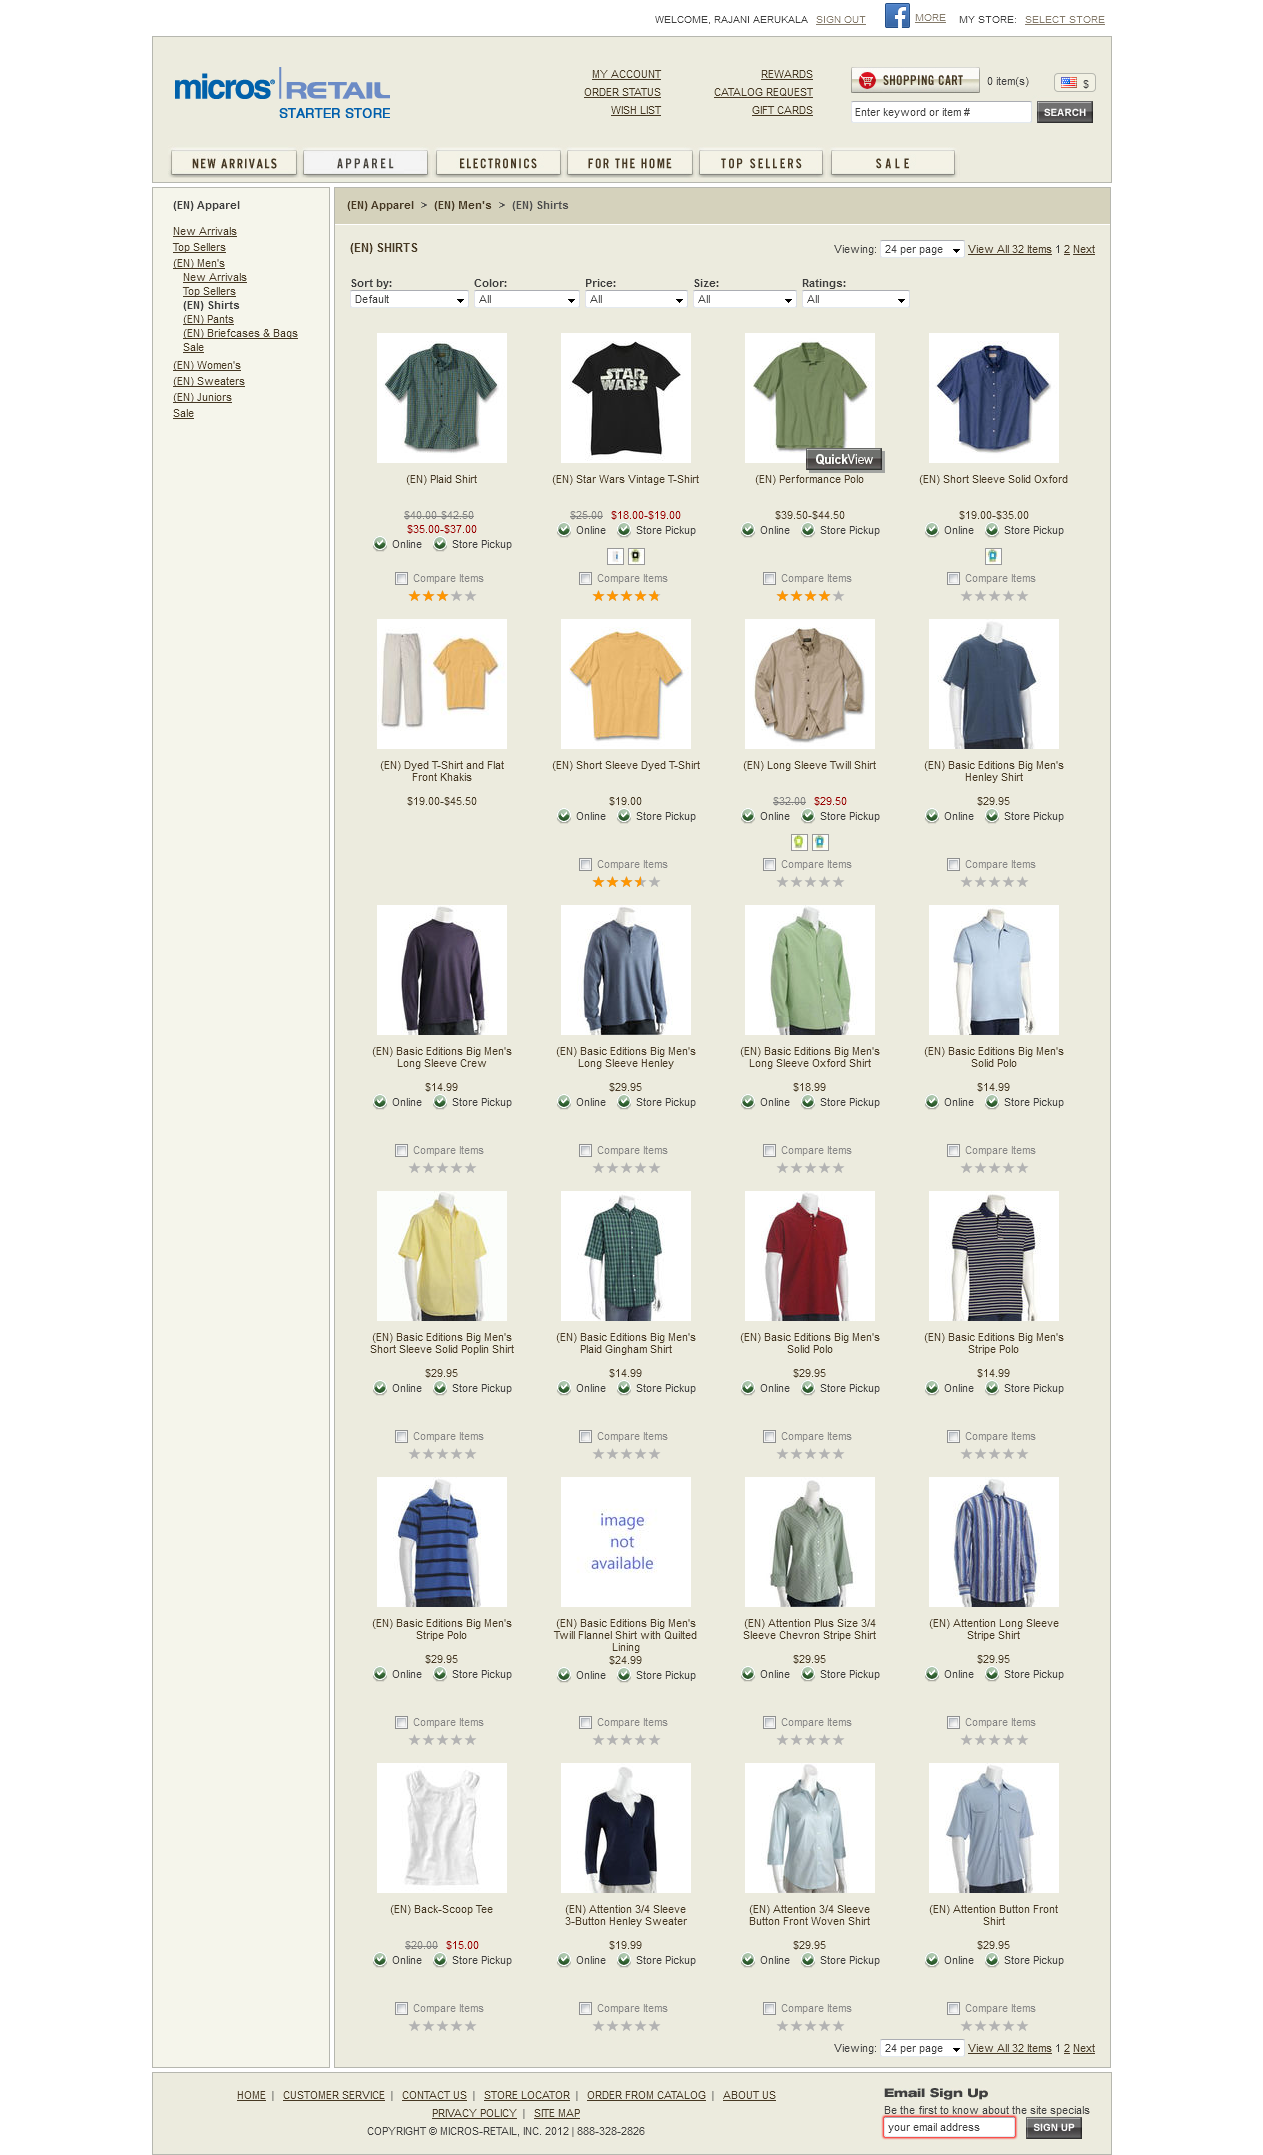 WELCOME, RAJANI AERUKALA SIGN OUT MORE MY STORE: SELECT STORE
micros RETAIL
STARTER STORE
MY ACCOUNT
ORDER STATUS
WISH LIST
REWARDS
CATALOG REQUEST
GIFT CARDS
SHOPPING CART 0 item(s) $
Enter keyword or item # SEARCH
NEW ARRIVALS APPAREL ELECTRONICS FOR THE HOME TOP SELLERS SALE
(EN) Apparel
New Arrivals
Top Sellers
(EN) Men's
New Arrivals
Top Sellers
(EN) Shirts
(EN) Pants
(EN) Briefcases & Bags
Sale
(EN) Women's
(EN) Sweaters
(EN) Juniors
Sale
(EN) Apparel > (EN) Men's > (EN) Shirts
(EN) SHIRTS
Viewing: 24 per page View All 32 Items 1 2 Next
Sort by: Color: Price: Size: Ratings:
Default All All All All
STAR WARS
QuickView
(EN) Plaid Shirt
$40.00-$42.50
$35.00-$37.00
Online Store Pickup
Compare Items
(EN) Star Wars Vintage T-Shirt
$25.00 $18.00-$19.00
Online Store Pickup
Compare Items
(EN) Performance Polo
$39.50-$44.50
Online Store Pickup
Compare Items
(EN) Short Sleeve Solid Oxford
$19.00-$35.00
Online Store Pickup
Compare Items
(EN) Dyed T-Shirt and Flat
Front Khakis
$19.00-$45.50
(EN) Short Sleeve Dyed T-Shirt
$19.00
Online Store Pickup
Compare Items
(EN) Long Sleeve Twill Shirt
$32.00 $29.50
Online Store Pickup
Compare Items
(EN) Basic Editions Big Men's
Henley Shirt
$29.95
Online Store Pickup
Compare Items
(EN) Basic Editions Big Men's
Long Sleeve Crew
$14.99
Online Store Pickup
Compare Items
(EN) Basic Editions Big Men's
Long Sleeve Henley
$29.95
Online Store Pickup
Compare Items
(EN) Basic Editions Big Men's
Long Sleeve Oxford Shirt
$18.99
Online Store Pickup
Compare Items
(EN) Basic Editions Big Men's
Solid Polo
$14.99
Online Store Pickup
Compare Items
(EN) Basic Editions Big Men's
Short Sleeve Solid Poplin Shirt
$29.95
Online Store Pickup
Compare Items
(EN) Basic Editions Big Men's
Plaid Gingham Shirt
$14.99
Online Store Pickup
Compare Items
(EN) Basic Editions Big Men's
Solid Polo
$29.95
Online Store Pickup
Compare Items
(EN) Basic Editions Big Men's
Stripe Polo
$14.99
Online Store Pickup
Compare Items
(EN) Basic Editions Big Men's
Stripe Polo
$29.95
Online Store Pickup
Compare Items
image
not
available
(EN) Basic Editions Big Men's
Twill Flannel Shirt with Quilted
Lining
$24.99
Online Store Pickup
Compare Items
(EN) Attention Plus Size 3/4
Sleeve Chevron Stripe Shirt
$29.95
Online Store Pickup
Compare Items
(EN) Attention Long Sleeve
Stripe Shirt
$29.95
Online Store Pickup
Compare Items
(EN) Back-Scoop Tee
$20.00 $15.00
Online Store Pickup
Compare Items
(EN) Attention 3/4 Sleeve
3-Button Henley Sweater
$19.99
Online Store Pickup
Compare Items
(EN) Attention 3/4 Sleeve
Button Front Woven Shirt
$29.95
Online Store Pickup
Compare Items
(EN) Attention Button Front
Shirt
$29.95
Online Store Pickup
Compare Items
Viewing: 24 per page View All 32 Items 1 2 Next
HOME | CUSTOMER SERVICE | CONTACT US | STORE LOCATOR | ORDER FROM CATALOG | ABOUT US
PRIVACY POLICY | SITE MAP
COPYRIGHT © MICROS-RETAIL, INC. 2012 | 888-328-2826
Email Sign Up
Be the first to know about the site specials
your email address SIGN UP